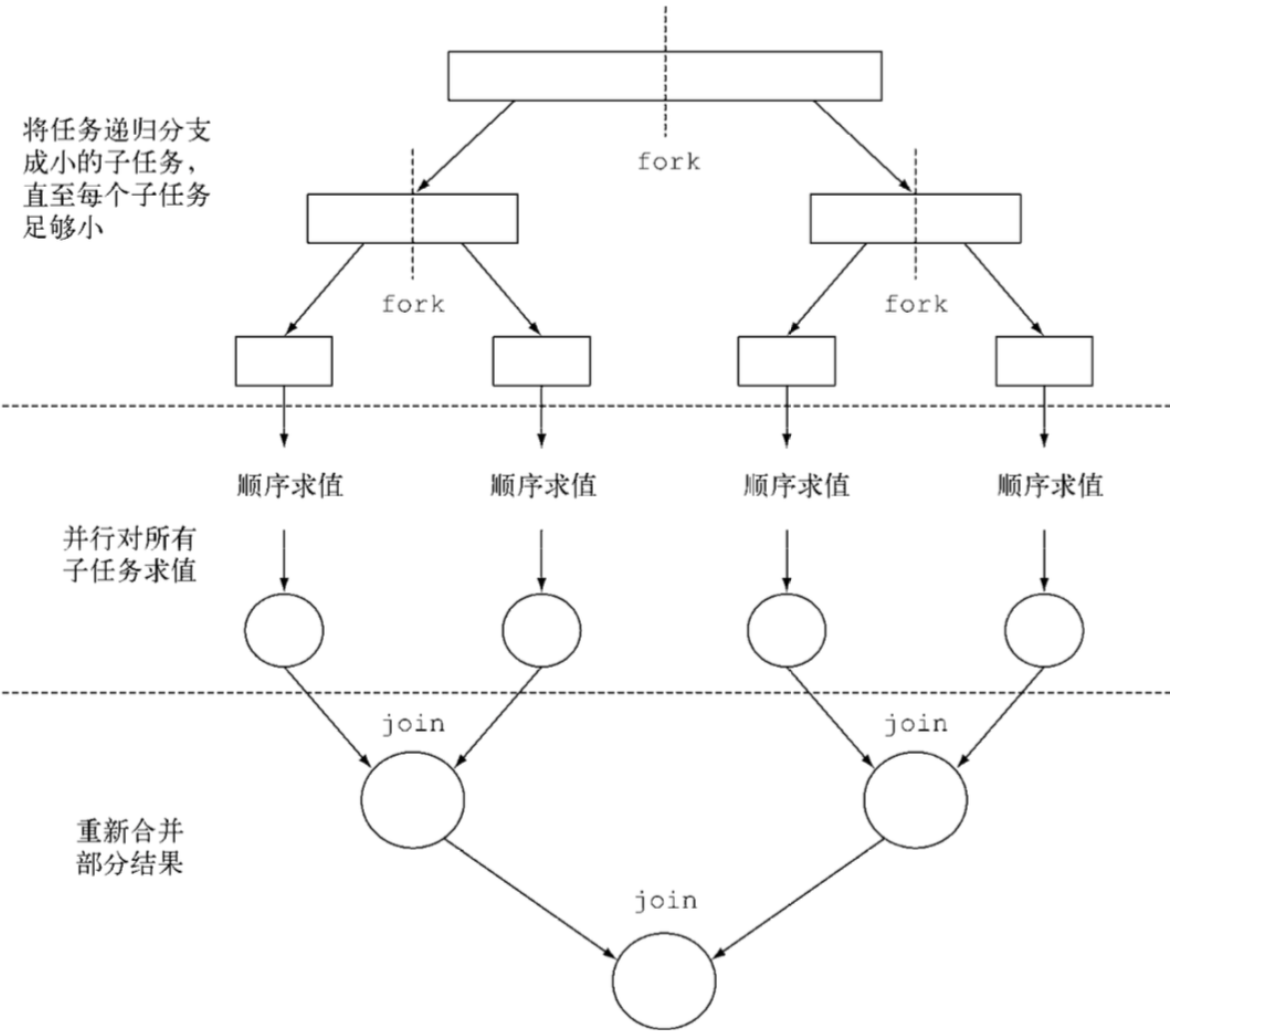 将任务递归分支
成小的子任务，
直至每个子任务
足够小
fork
fork
fork
顺序求值
顺序求值
顺序求值
顺序求值
并行对所有
子任务求值
join
join
重新合并
部分结果
join